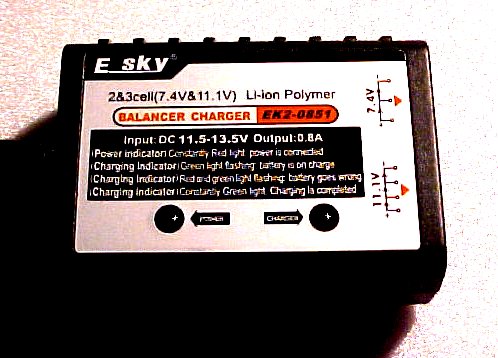 E_sky®
2&3cell(7.4V&11.1V) Li-ion Polymer
BALANCER CHARGER EK2-0851
Input: DC 11.5-13.5V Output: 0.8A
(Power indicator) Constantly Red light: power is connected
(Charging Indicator) Green light flashing: battery is on charge
(Charging Indicator) Red and green light flashing: battery goes wrong
(Charging Indicator) Constantly Green light: Charging is completed
POWER CHARGER
7.4V
11.1V